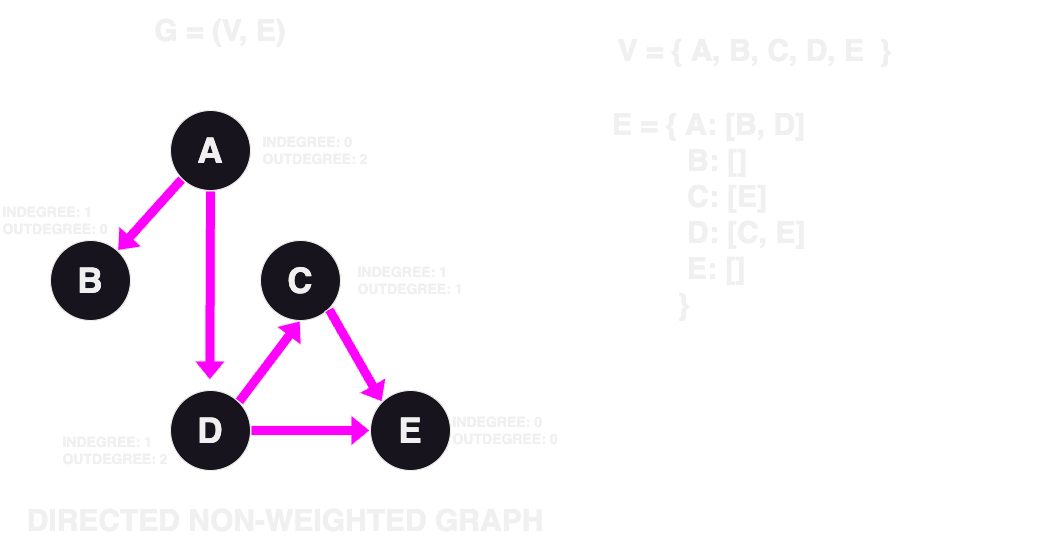 G = (V, E)
V = { A, B, C, D, E }
E = { A: [B, D]
B: []
C: [E]
D: [C, E]
E: []
}
A
INDEGREE: 0
OUTDEGREE: 2
INDEGREE: 1
OUTDEGREE: 0
B
C
INDEGREE: 1
OUTDEGREE: 1
D
INDEGREE: 1
OUTDEGREE: 2
E
INDEGREE: 0
OUTDEGREE: 0
DIRECTED NON-WEIGHTED GRAPH